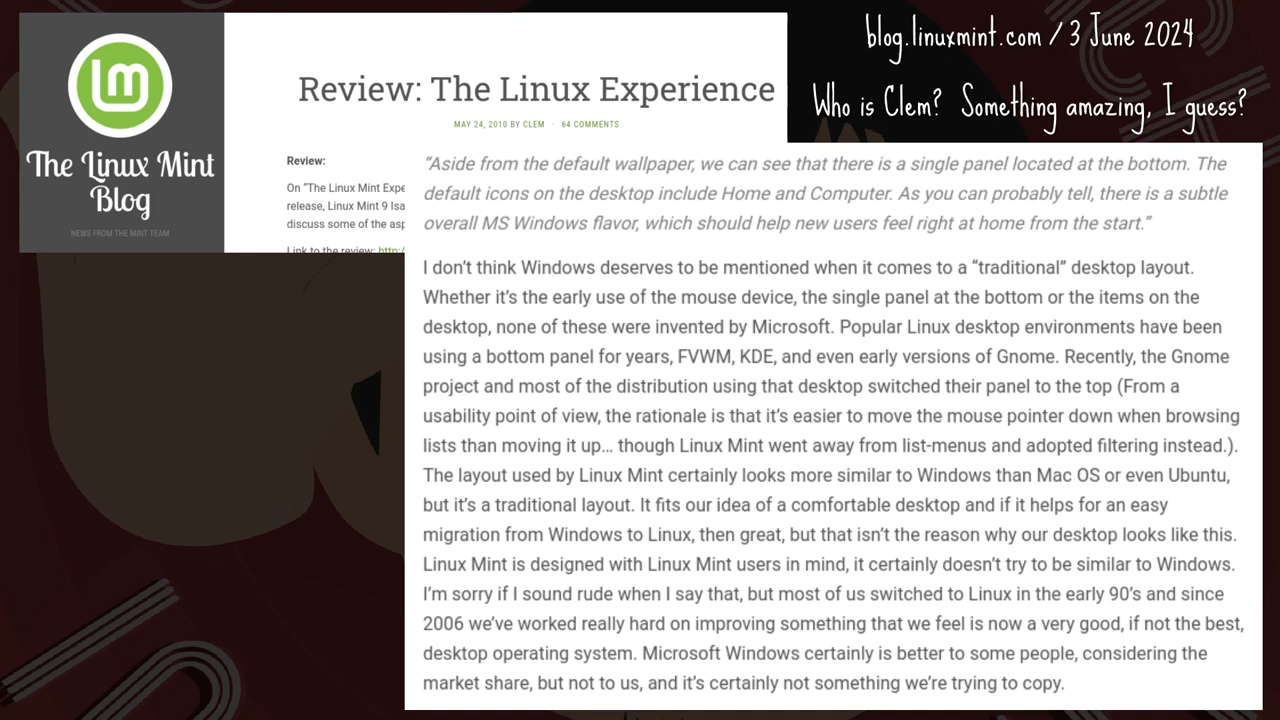 blog.linuxmint.com / 3 June 2024
Who is Clem? Something amazing, I guess?
lm
The Linux Mint
Blog
NEWS FROM THE MINT TEAM
Review: The Linux Experience
MAY 24, 2010 BY CLEM · 64 COMMENTS
Review:
On “The Linux Mint Expe
release, Linux Mint 9 Isa
discuss some of the asp
Link to the review: http:/
“Aside from the default wallpaper, we can see that there is a single panel located at the bottom. The
default icons on the desktop include Home and Computer. As you can probably tell, there is a subtle
overall MS Windows flavor, which should help new users feel right at home from the start.”
I don’t think Windows deserves to be mentioned when it comes to a “traditional” desktop layout.
Whether it’s the early use of the mouse device, the single panel at the bottom or the items on the
desktop, none of these were invented by Microsoft. Popular Linux desktop environments have been
using a bottom panel for years, FVWM, KDE, and even early versions of Gnome. Recently, the Gnome
project and most of the distribution using that desktop switched their panel to the top (From a
usability point of view, the rationale is that it’s easier to move the mouse pointer down when browsing
lists than moving it up… though Linux Mint went away from list-menus and adopted filtering instead.).
The layout used by Linux Mint certainly looks more similar to Windows than Mac OS or even Ubuntu,
but it’s a traditional layout. It fits our idea of a comfortable desktop and if it helps for an easy
migration from Windows to Linux, then great, but that isn’t the reason why our desktop looks like this.
Linux Mint is designed with Linux Mint users in mind, it certainly doesn’t try to be similar to Windows.
I’m sorry if I sound rude when I say that, but most of us switched to Linux in the early 90’s and since
2006 we’ve worked really hard on improving something that we feel is now a very good, if not the best,
desktop operating system. Microsoft Windows certainly is better to some people, considering the
market share, but not to us, and it’s certainly not something we’re trying to copy.